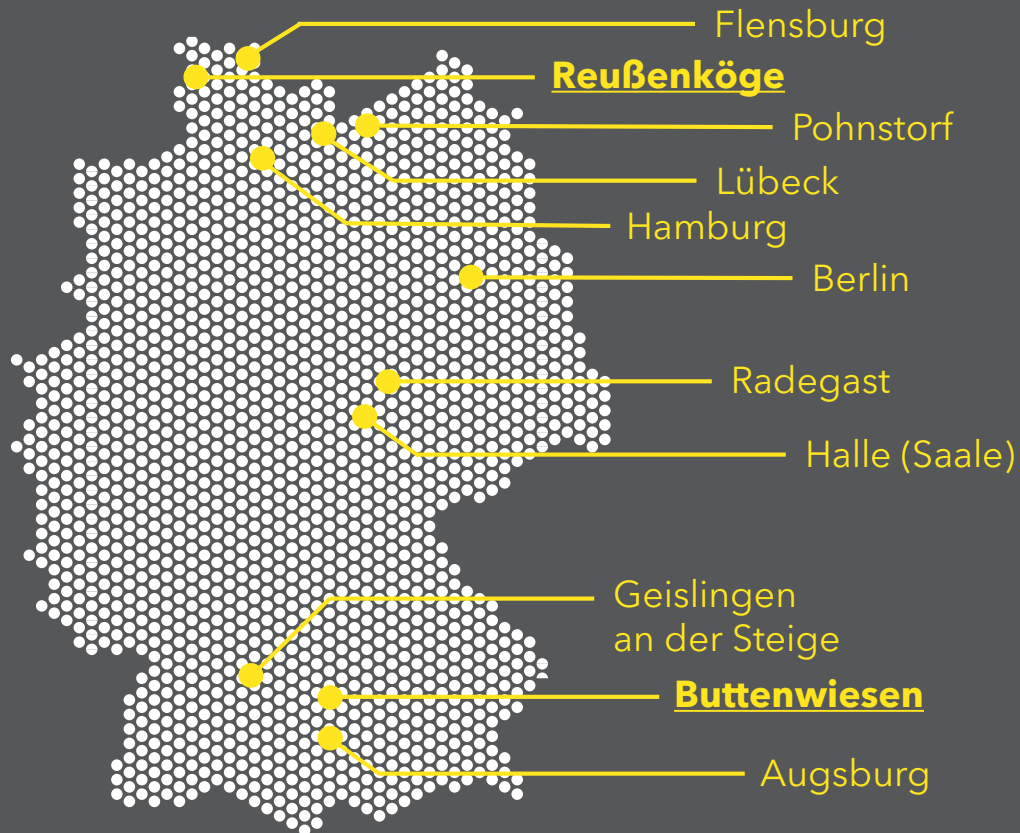 Flensburg
Reußenköge
Pohnstorf
Lübeck
Hamburg
Berlin
Radegast
Halle (Saale)
Geislingen
an der Steige
Buttenwiesen
Augsburg